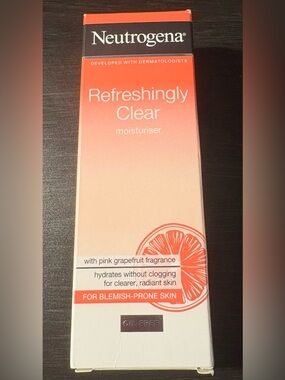 Neutrogena®
DEVELOPED WITH DERMATOLOGISTS
Refreshingly
Clear
moisturiser
with pink grapefruit fragrance
hydrates without clogging
for clearer, radiant skin
FOR BLEMISH-PRONE SKIN
OIL-FREE